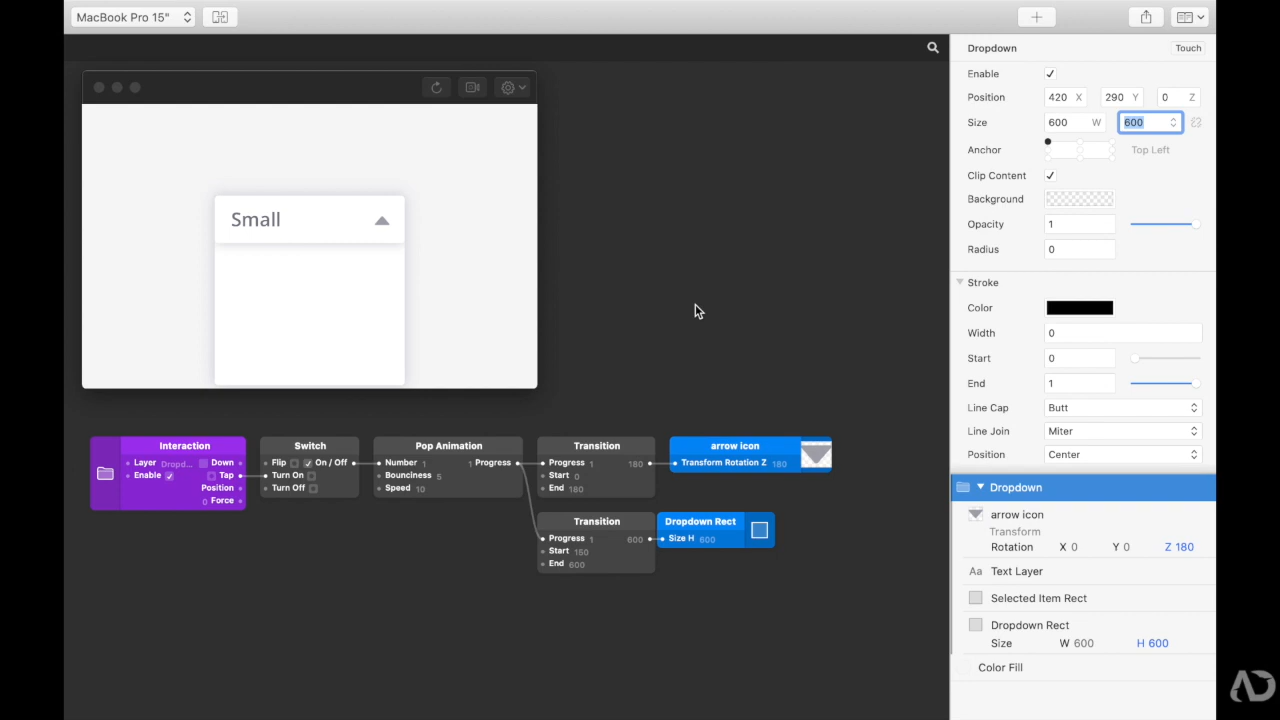 MacBook Pro 15"
Dropdown Touch
Enable
Position 420 X 290 Y 0 Z
Size 600 W 600
Anchor Top Left
Clip Content
Background
Opacity 1
Radius 0
Stroke
Color
Width 0
Start 0
End 1
Line Cap Butt
Line Join Miter
Position Center
Small
Interaction
Layer Dropd... Down
Enable Tap
Position
0 Force
Switch
Flip On / Off
Turn On
Turn Off
Pop Animation
Number 1 1 Progress
Bounciness 5
Speed 10
Transition
Progress 1 180
Start 0
End 180
arrow icon
Transform Rotation Z 180
Transition
Progress 1 600
Start 150
End 600
Dropdown Rect
Size H 600
Dropdown
arrow icon
Transform
Rotation X 0 Y 0 Z 180
Aa Text Layer
Selected Item Rect
Dropdown Rect
Size W 600 H 600
Color Fill